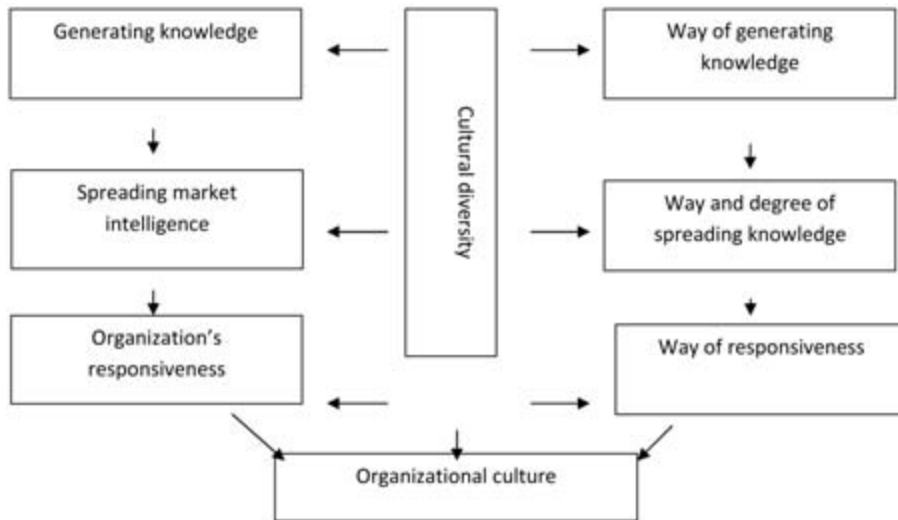 Generating knowledge
Spreading market
intelligence
Organization's
responsiveness
Cultural diversity
Way of generating
knowledge
Way and degree of
spreading knowledge
Way of responsiveness
Organizational culture